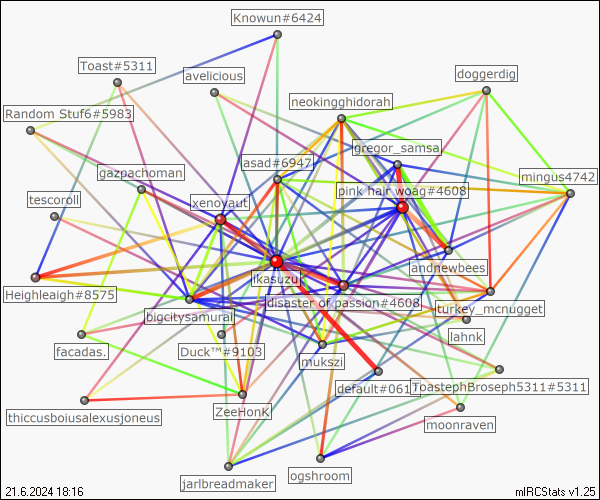 Knowun#6424
Toast#5311
avelicious
doggerdig
neokingghidorah
Random Stuf6#5983
gregor_samsa
asad#6947
gazpachoman
mingus4742
pink hair woag#4608
tescoroll
xenoyaut
andnewbees
ikasuzuk
Heighleaigh#8575
disaster of passion#4608
turkey_mcnugget
bigcitysamurai
lahnk
facadas.
Duck™#9103
mukszi
default#061
ToastephBroseph5311#5311
thiccusboiusalexusjoneus
ZeeHonK
moonraven
jarlbreadmaker
ogshroom
21.6.2024 18:16
mIRCStats v1.25